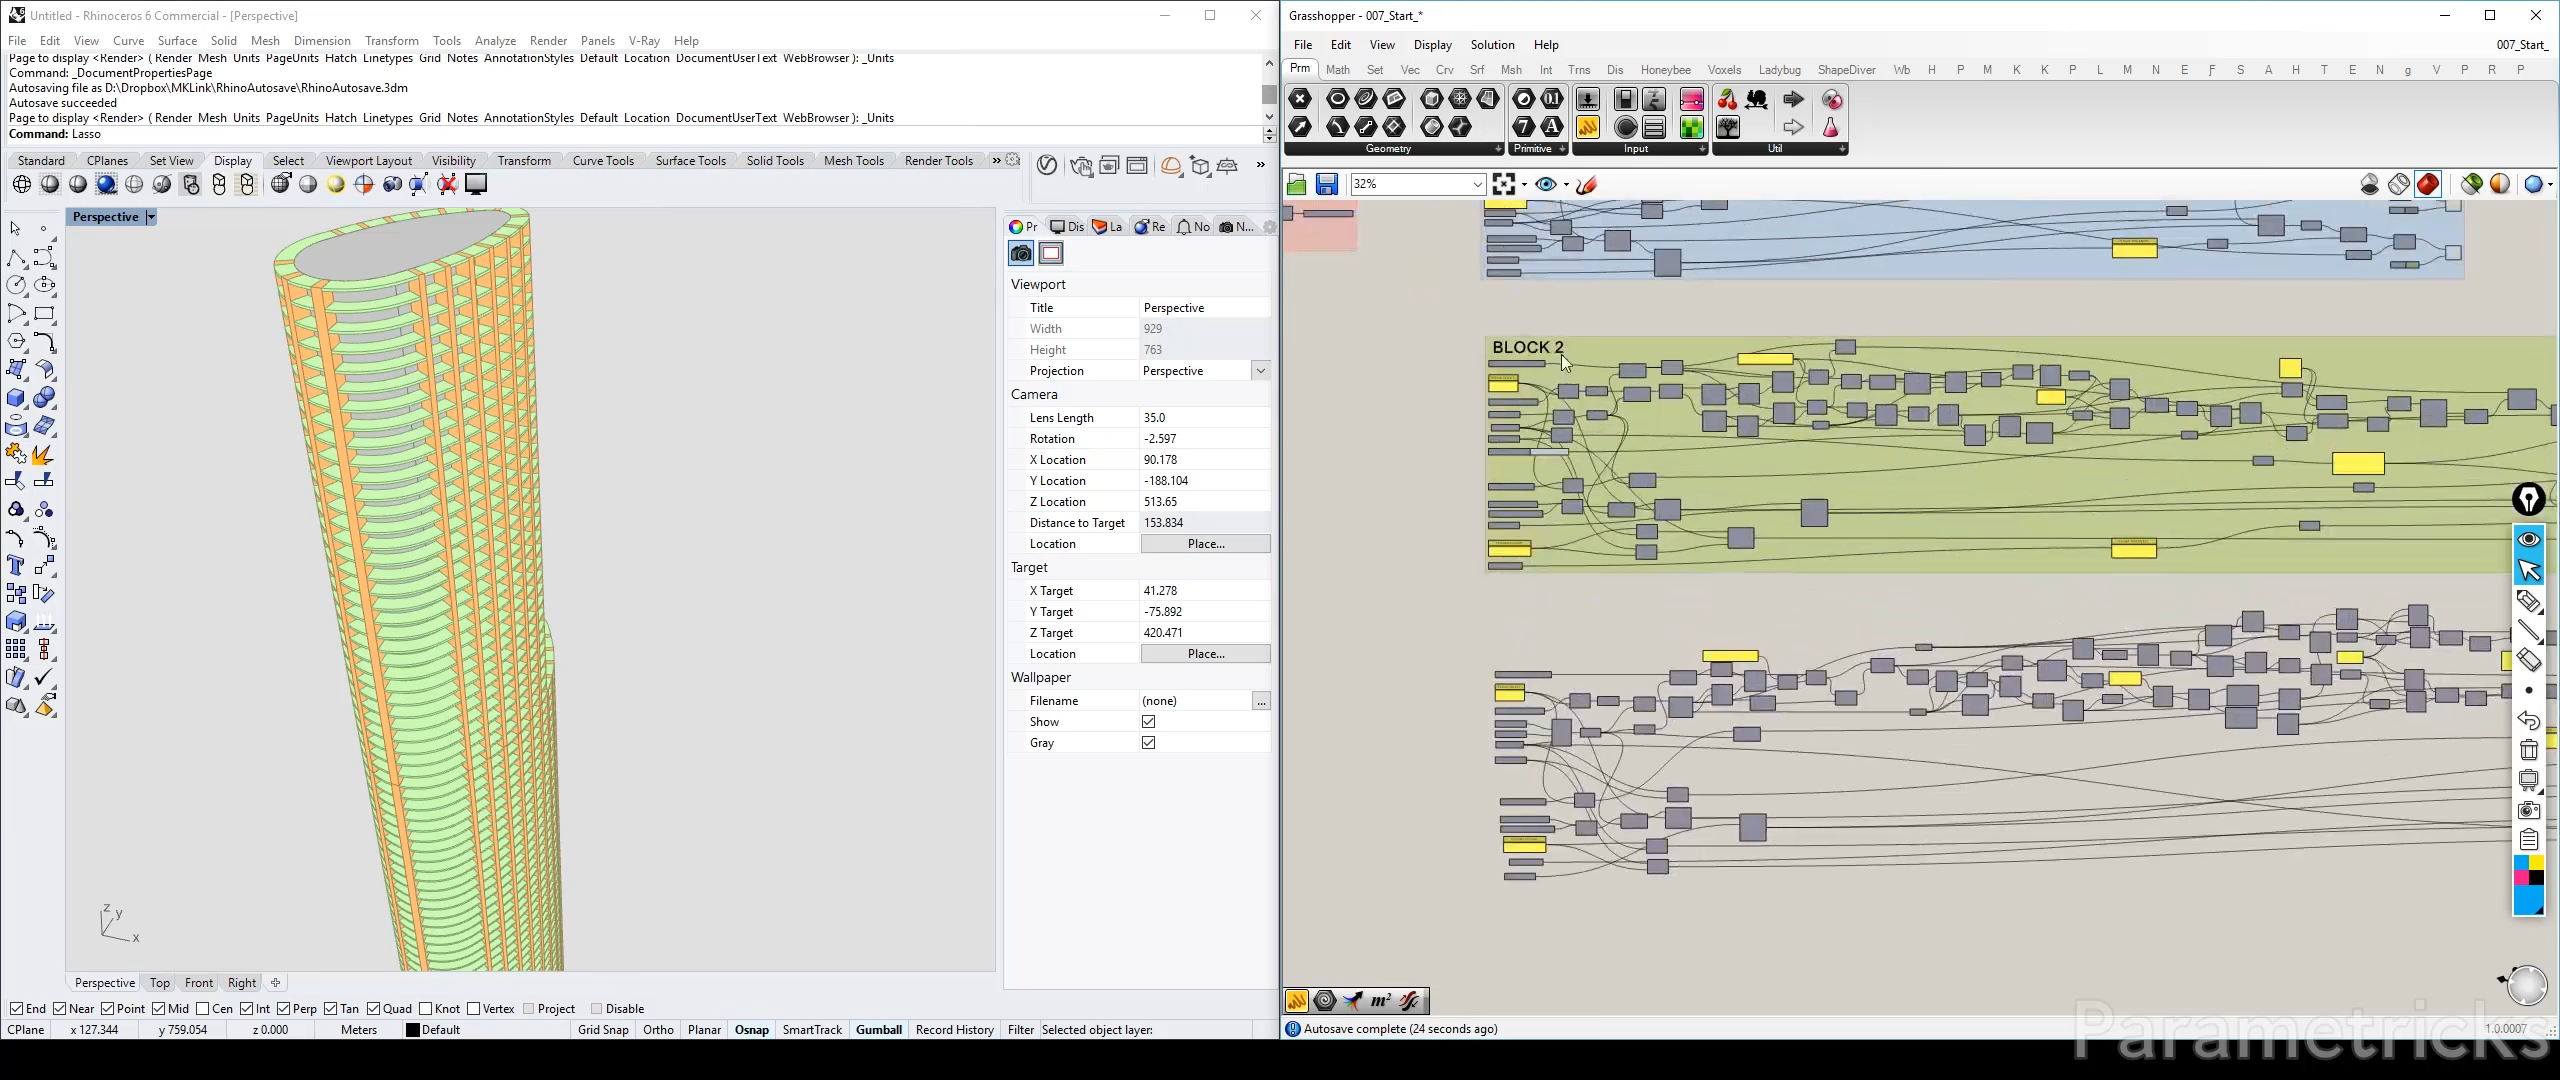 Untitled - Rhinoceros 6 Commercial - [Perspective]
File Edit View Curve Surface Solid Mesh Dimension Transform Tools Analyze Render Panels V-Ray Help
Page to display <Render> ( Render Mesh Units PageUnits Hatch Linetypes Grid Notes AnnotationStyles Default Location DocumentUserText WebBrowser ): _Units
Command: _DocumentPropertiesPage
Autosaving file as D:\Dropbox\MKLink\RhinoAutosave\RhinoAutosave.3dm
Autosave succeeded
Page to display <Render> ( Render Mesh Units PageUnits Hatch Linetypes Grid Notes AnnotationStyles Default Location DocumentUserText WebBrowser ): _Units
Command: Lasso
Standard CPlanes Set View Display Select Viewport Layout Visibility Transform Curve Tools Surface Tools Solid Tools Mesh Tools Render Tools »
Perspective
Pr Dis La Re No N...
Viewport
Title Perspective
Width 929
Height 763
Projection Perspective
Camera
Lens Length 35.0
Rotation -2.597
X Location 90.178
Y Location -188.104
Z Location 513.65
Distance to Target 153.834
Location Place...
Target
X Target 41.278
Y Target -75.892
Z Target 420.471
Location Place...
Wallpaper
Filename (none) ...
Show
Gray
z y x
Perspective Top Front Right
End Near Point Mid Cen Int Perp Tan Quad Knot Vertex Project Disable
CPlane x 127.344 y 759.054 z 0.000 Meters Default Grid Snap Ortho Planar Osnap SmartTrack Gumball Record History Filter Selected object layer:
Grasshopper - 007_Start_*
File Edit View Display Solution Help 007_Start_
Prm Math Set Vec Crv Srf Msh Int Trns Dis Honeybee Voxels Ladybug ShapeDiver Wb H P M K K P L M N E F S A H T E N g V P R P
Geometry Primitive Input Util
32%
BLOCK 2
m²
Autosave complete (24 seconds ago)
1.0.0007
Parametricks